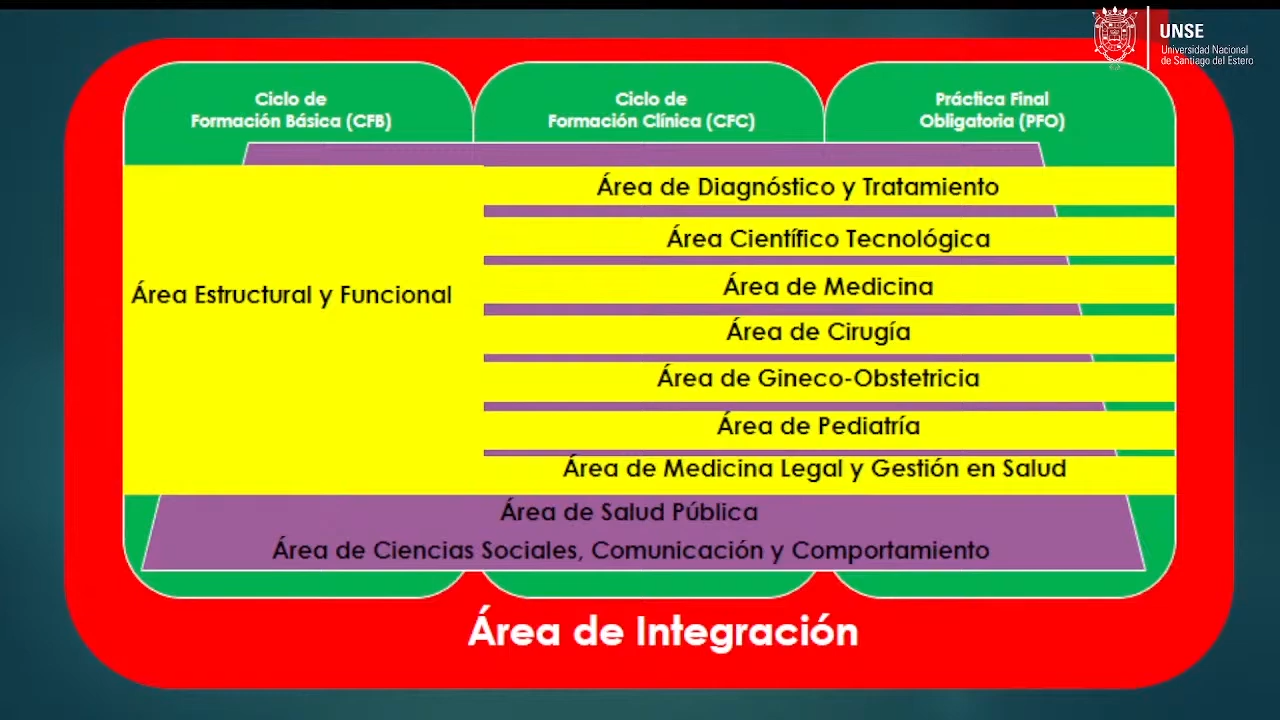 UNSE
Universidad Nacional
de Santiago del Estero
Ciclo de
Formación Básica (CFB)
Ciclo de
Formación Clínica (CFC)
Práctica Final
Obligatoria (PFO)
Área de Diagnóstico y Tratamiento
Área Científico Tecnológica
Área de Medicina
Área Estructural y Funcional
Área de Cirugía
Área de Gineco-Obstetricia
Área de Pediatría
Área de Medicina Legal y Gestión en Salud
Área de Salud Pública
Área de Ciencias Sociales, Comunicación y Comportamiento
Área de Integración